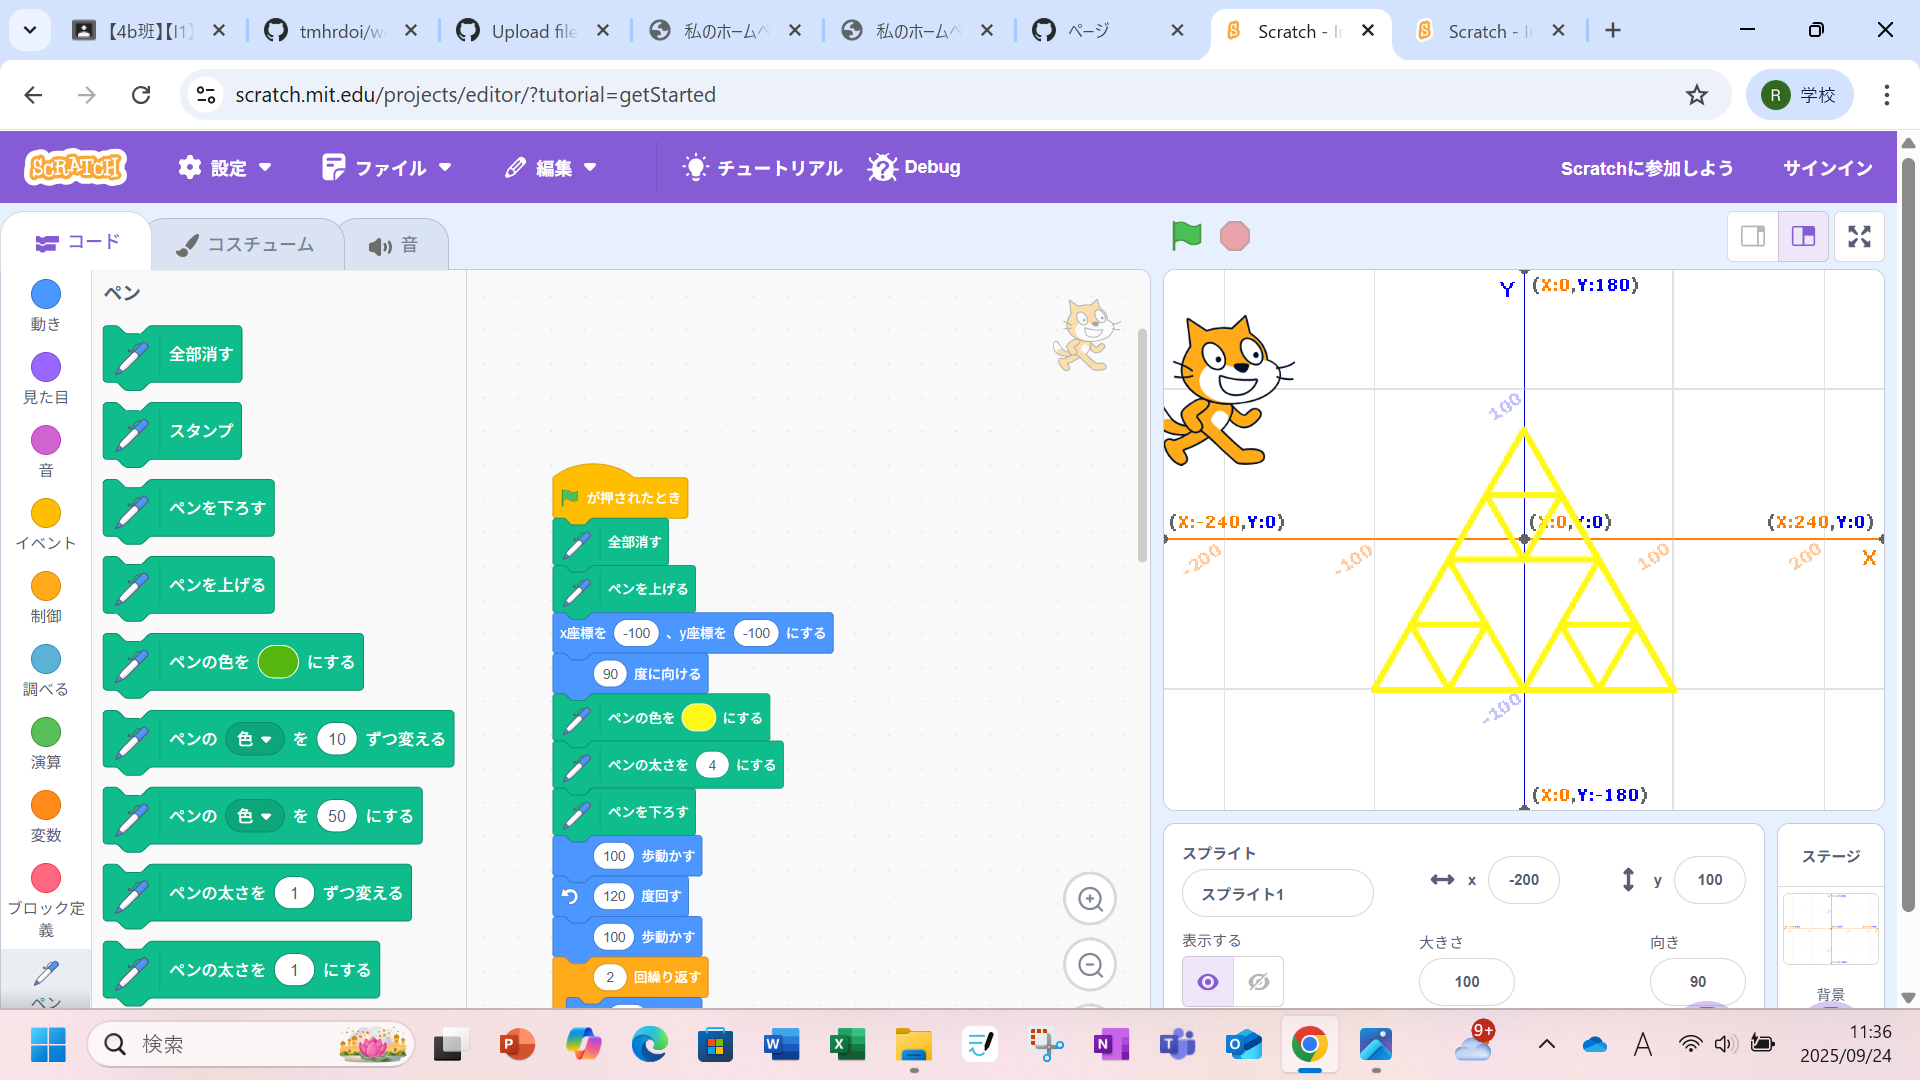 【4b班】【I1】
tmhrdoi/w
Upload file
私のホームペ
私のホームペ
ページ
Scratch - I
Scratch - I
scratch.mit.edu/projects/editor/?tutorial=getStarted
R 学校
SCRATCH
設定
ファイル
編集
チュートリアル
Debug
Scratchに参加しよう
サインイン
コード
コスチューム
音
動き
見た目
音
イベント
制御
調べる
演算
変数
ブロック定義
ペン
ペン
全部消す
スタンプ
ペンを下ろす
ペンを上げる
ペンの色を にする
ペンの 色 を 10 ずつ変える
ペンの 色 を 50 にする
ペンの太さを 1 ずつ変える
ペンの太さを 1 にする
が押されたとき
全部消す
ペンを上げる
x座標を -100 、y座標を -100 にする
90 度に向ける
ペンの色を にする
ペンの太さを 4 にする
ペンを下ろす
100 歩動かす
120 度回す
100 歩動かす
2 回繰り返す
Y (X:0,Y:180)
100
(X:-240,Y:0) (X:0,Y:0) (X:240,Y:0)
-200 -100 100 200 X
-100
(X:0,Y:-180)
スプライト
スプライト1
x -200
y 100
表示する
大きさ
100
向き
90
ステージ
背景
検索
9+
A
11:36
2025/09/24